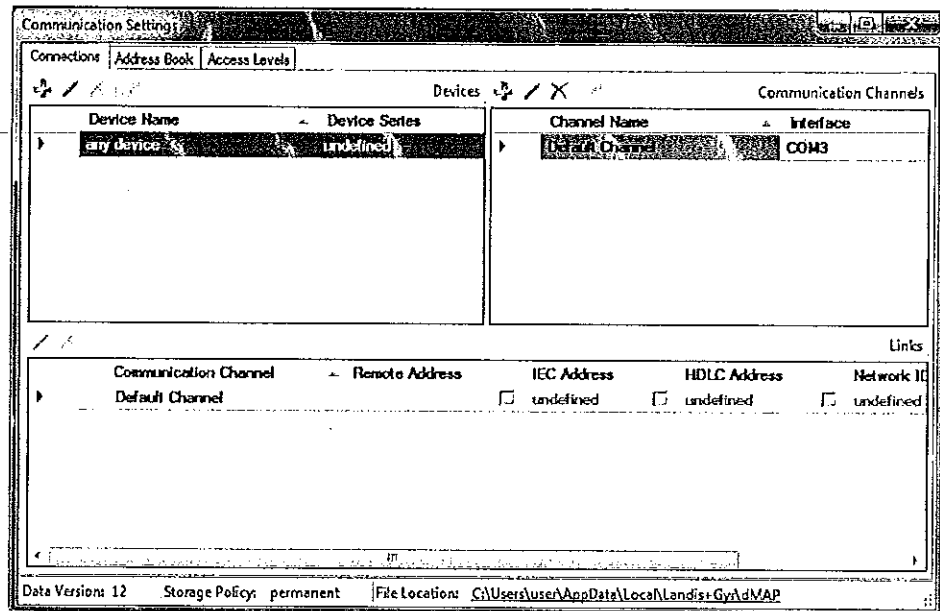 Communication Settings
Connections Address Book Access Levels
Devices
Device Name Device Series
any device undefined
Communication Channels
Channel Name Interface
Default Channel COM3
Links
Communication Channel Remote Address IEC Address HDLC Address Network ID
Default Channel undefined undefined undefined
Data Version: 12 Storage Policy: permanent File Location: C:\Users\user\AppData\Local\Landis+Gyr\dMAP